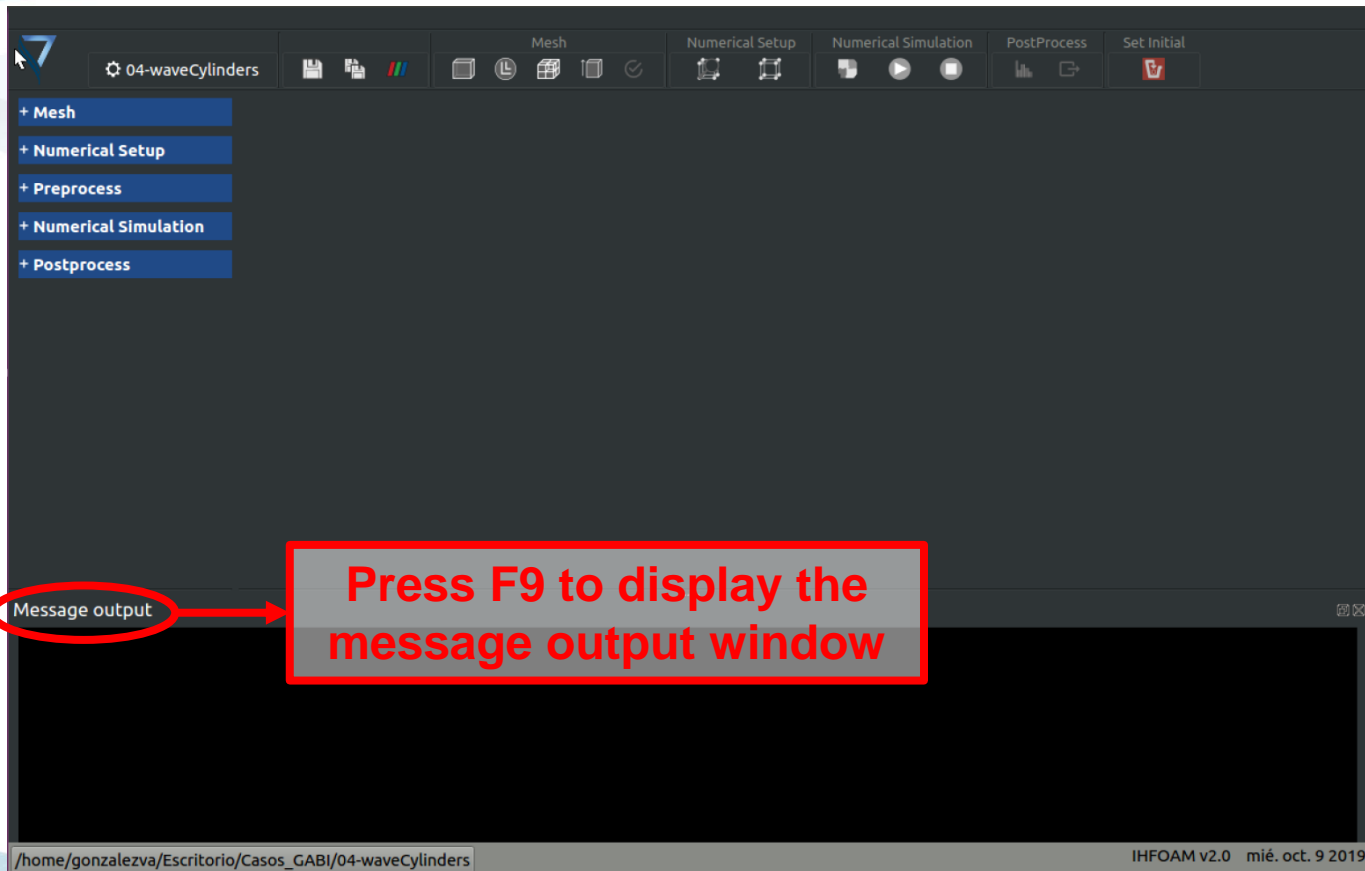 Mesh Numerical Setup Numerical Simulation PostProcess Set Initial
04-waveCylinders
+ Mesh
+ Numerical Setup
+ Preprocess
+ Numerical Simulation
+ Postprocess
Press F9 to display the
message output window
Message output
/home/gonzalezva/Escritorio/Casos_GABI/04-waveCylinders
IHFOAM v2.0 mié. oct. 9 2019